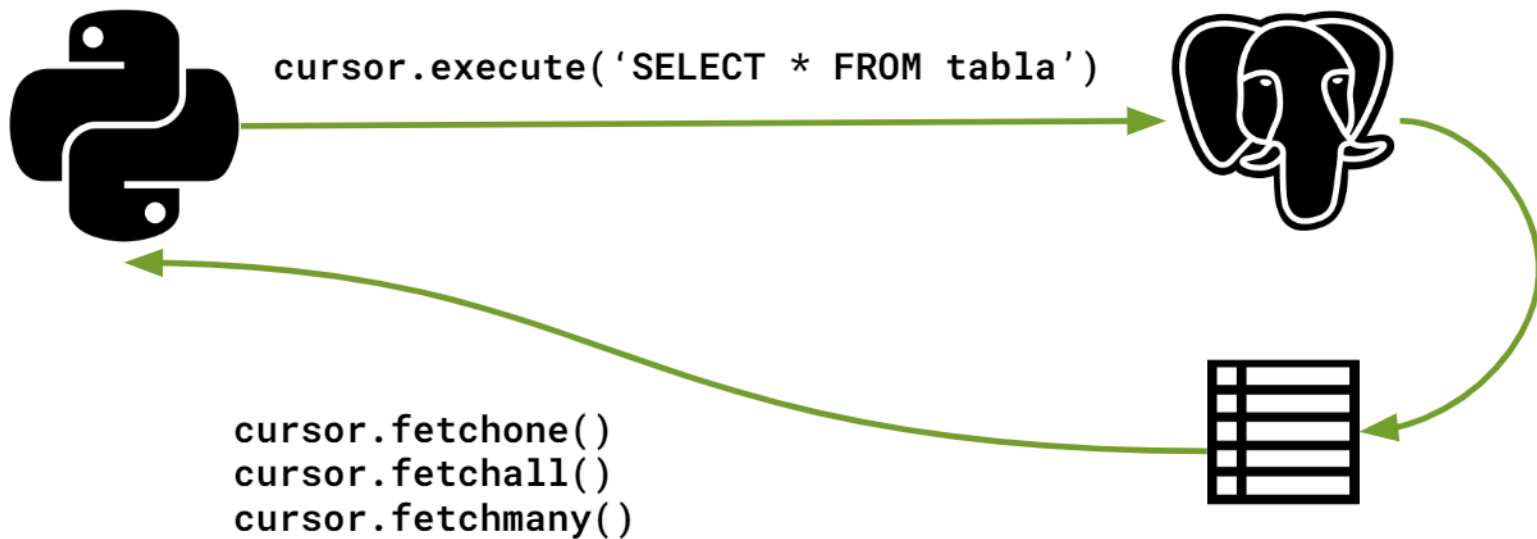 cursor.execute(‘SELECT * FROM tabla’)
cursor.fetchone()
cursor.fetchall()
cursor.fetchmany()